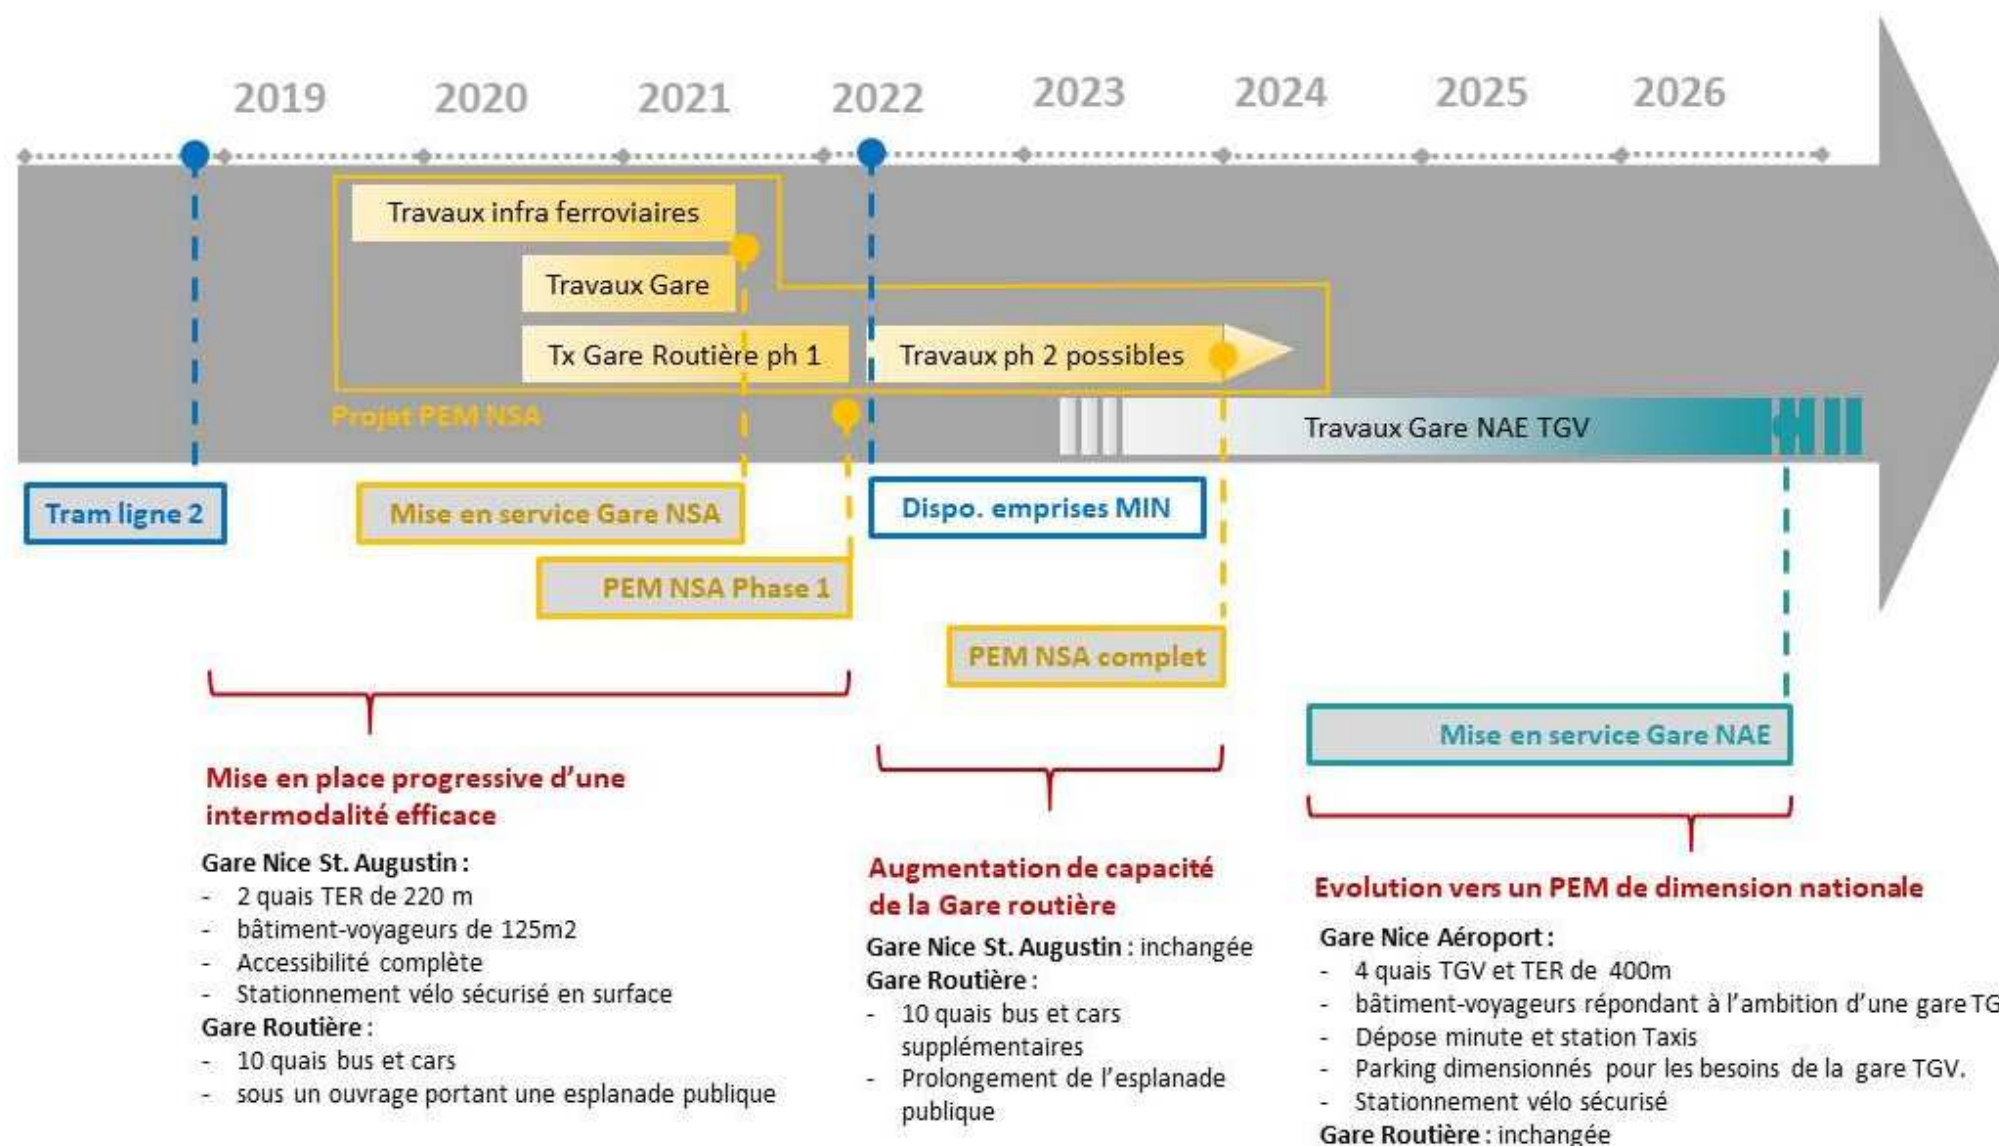 2019 2020 2021 2022 2023 2024 2025 2026
Travaux infra ferroviaires
Travaux Gare
Tx Gare Routière ph 1
Travaux ph 2 possibles
Projet PEM NSA
Travaux Gare NAE TGV
Tram ligne 2
Mise en service Gare NSA
Dispo. emprises MIN
PEM NSA Phase 1
PEM NSA complet
Mise en service Gare NAE
Mise en place progressive d’une
intermodalité efficace
Gare Nice St. Augustin :
- 2 quais TER de 220 m
- bâtiment-voyageurs de 125m2
- Accessibilité complète
- Stationnement vélo sécurisé en surface
Gare Routière :
- 10 quais bus et cars
- sous un ouvrage portant une esplanade publique
Augmentation de capacité
de la Gare routière
Gare Nice St. Augustin : inchangée
Gare Routière :
- 10 quais bus et cars
supplémentaires
- Prolongement de l’esplanade
publique
Evolution vers un PEM de dimension nationale
Gare Nice Aéroport :
- 4 quais TGV et TER de 400m
- bâtiment-voyageurs répondant à l’ambition d’une gare TG
- Dépose minute et station Taxis
- Parking dimensionnés pour les besoins de la gare TGV.
- Stationnement vélo sécurisé
Gare Routière : inchangée